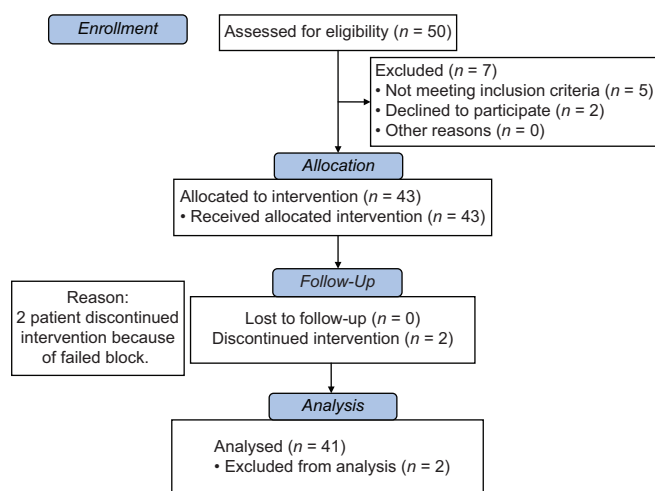 Enrollment
Assessed for eligibility (n = 50)
Excluded (n = 7)
• Not meeting inclusion criteria (n = 5)
• Declined to participate (n = 2)
• Other reasons (n = 0)
Allocation
Allocated to intervention (n = 43)
• Received allocated intervention (n = 43)
Follow-Up
Reason:
2 patient discontinued
intervention because
of failed block.
Lost to follow-up (n = 0)
Discontinued intervention (n = 2)
Analysis
Analysed (n = 41)
• Excluded from analysis (n = 2)